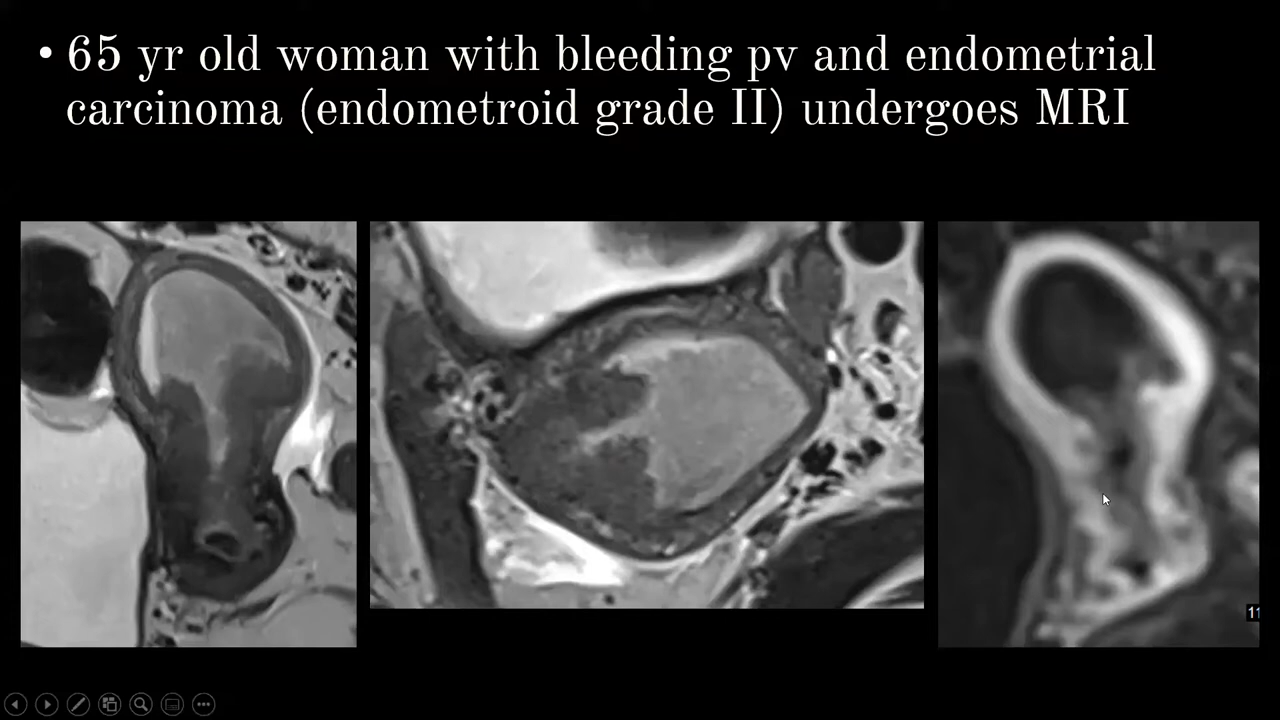 • 65 yr old woman with bleeding pv and endometrial
carcinoma (endometroid grade II) undergoes MRI
11